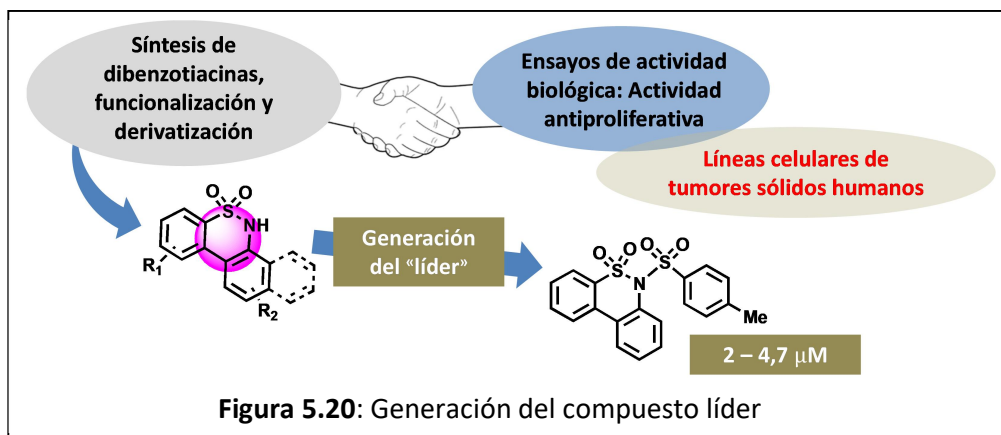 Síntesis de
dibenzotiacinas,
funcionalización y
derivatización
Ensayos de actividad
biológica: Actividad
antiproliferativa
Líneas celulares de
tumores sólidos humanos
O O
S
NH
R1
R2
Generación
del "líder"
O O
S
N
O
S
O
Me
2 – 4,7 μM
Figura 5.20: Generación del compuesto líder